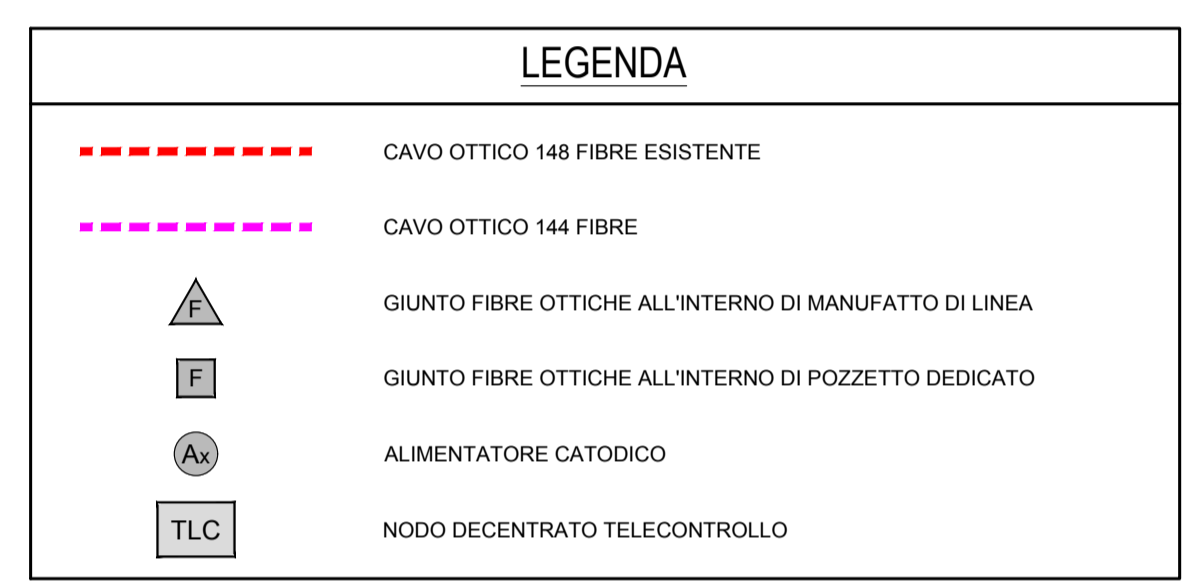 LEGENDA
CAVO OTTICO 148 FIBRE ESISTENTE
CAVO OTTICO 144 FIBRE
F GIUNTO FIBRE OTTICHE ALL'INTERNO DI MANUFATTO DI LINEA
F GIUNTO FIBRE OTTICHE ALL'INTERNO DI POZZETTO DEDICATO
Ax ALIMENTATORE CATODICO
TLC NODO DECENTRATO TELECONTROLLO